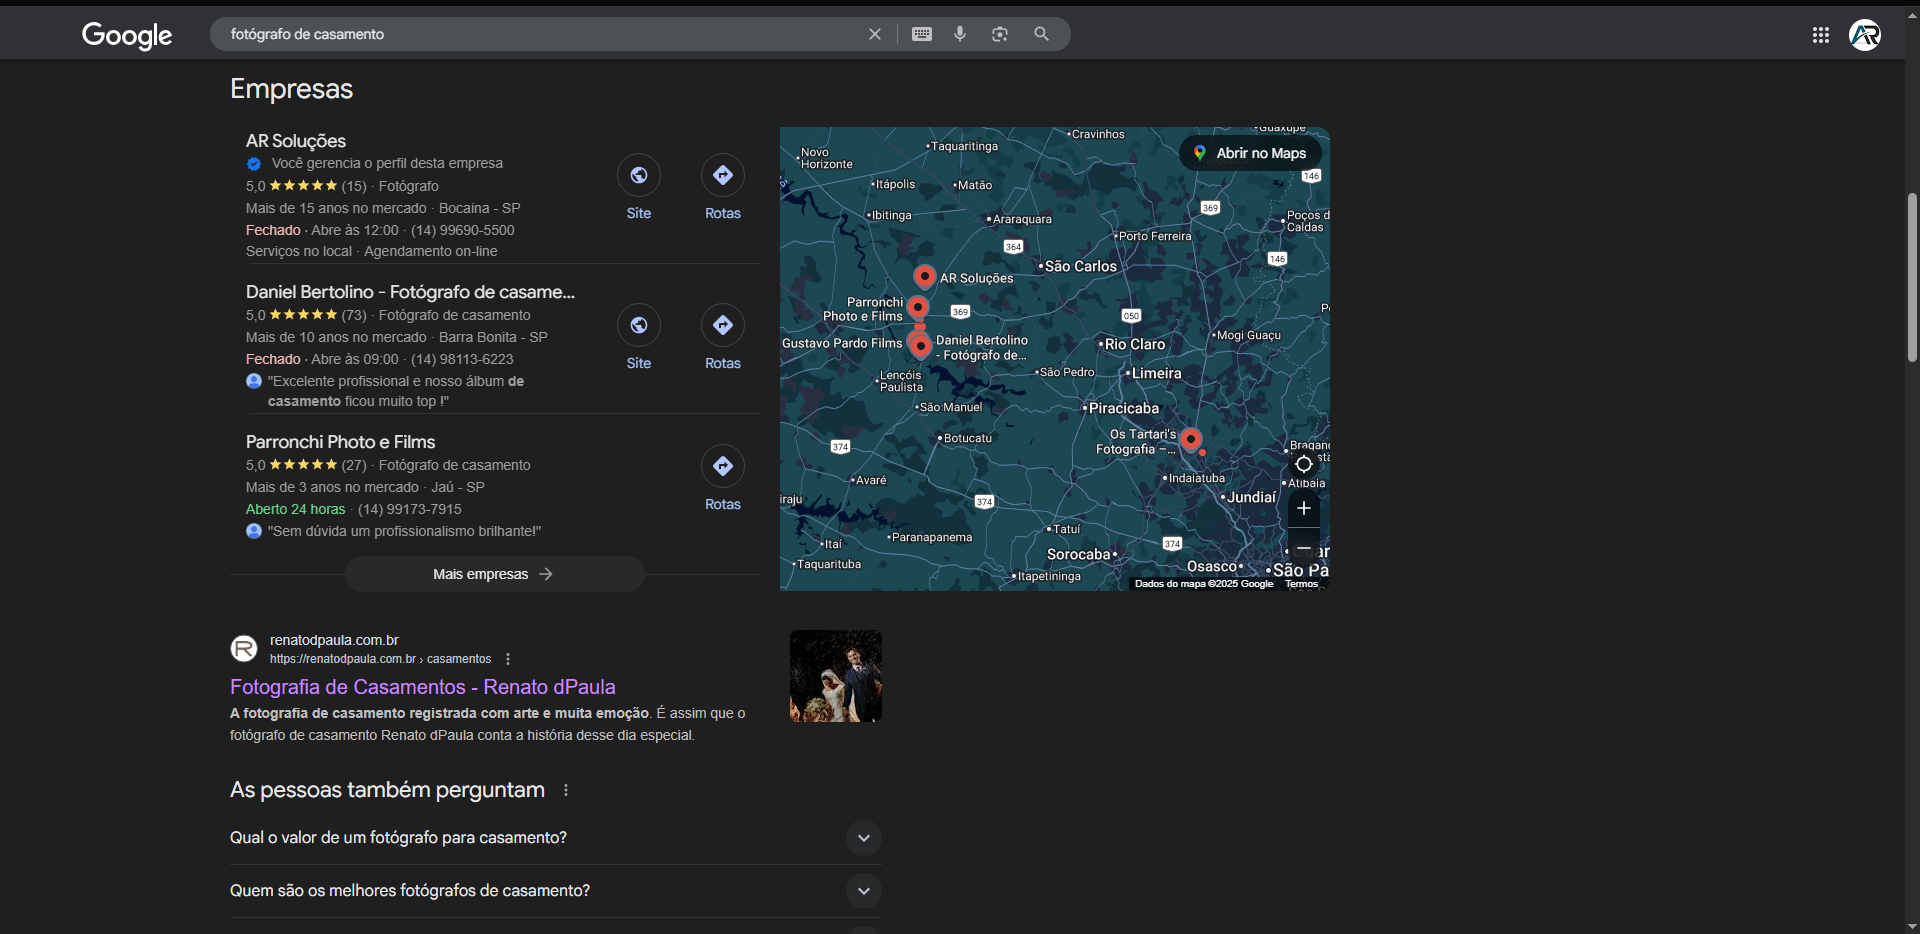 Google
fotógrafo de casamento
Empresas
AR Soluções
Você gerencia o perfil desta empresa
5,0 ★★★★★ (15) · Fotógrafo
Mais de 15 anos no mercado · Bocaina - SP
Fechado · Abre às 12:00 · (14) 99690-5500
Serviços no local · Agendamento on-line
Site
Rotas
Daniel Bertolino - Fotógrafo de casame...
5,0 ★★★★★ (73) · Fotógrafo de casamento
Mais de 10 anos no mercado · Barra Bonita - SP
Fechado · Abre às 09:00 · (14) 98113-6223
"Excelente profissional e nosso álbum de
casamento ficou muito top !"
Site
Rotas
Parronchi Photo e Films
5,0 ★★★★★ (27) · Fotógrafo de casamento
Mais de 3 anos no mercado · Jaú - SP
Aberto 24 horas · (14) 99173-7915
"Sem dúvida um profissionalismo brilhante!"
Rotas
Mais empresas
Abrir no Maps
Cravinhos
Guaxupé
Novo
Horizonte
Taquaritinga
146
Itápolis
Matão
Ibitinga
Araraquara
369
Poços d
Caldas
Porto Ferreira
364
146
São Carlos
AR Soluções
Parronchi
Photo e Films
369
050
Gustavo Pardo Films
Daniel Bertolino
- Fotógrafo de...
Rio Claro
Mogi Guaçu
Lençóis
Paulista
São Pedro
Limeira
São Manuel
Piracicaba
374
Botucatu
Os Tartari's
Fotografia –...
Bragan
sta
Avaré
Indaiatuba
Atibaia
iraju
374
Jundiaí
Tatuí
Itaí
Paranapanema
374
Sorocaba
Taquarituba
Itapetininga
Osasco
São Pa
Dados do mapa ©2025 Google
Termos
renatodpaula.com.br
https://renatodpaula.com.br › casamentos
Fotografia de Casamentos - Renato dPaula
A fotografia de casamento registrada com arte e muita emoção. É assim que o
fotógrafo de casamento Renato dPaula conta a história desse dia especial.
As pessoas também perguntam
Qual o valor de um fotógrafo para casamento?
Quem são os melhores fotógrafos de casamento?